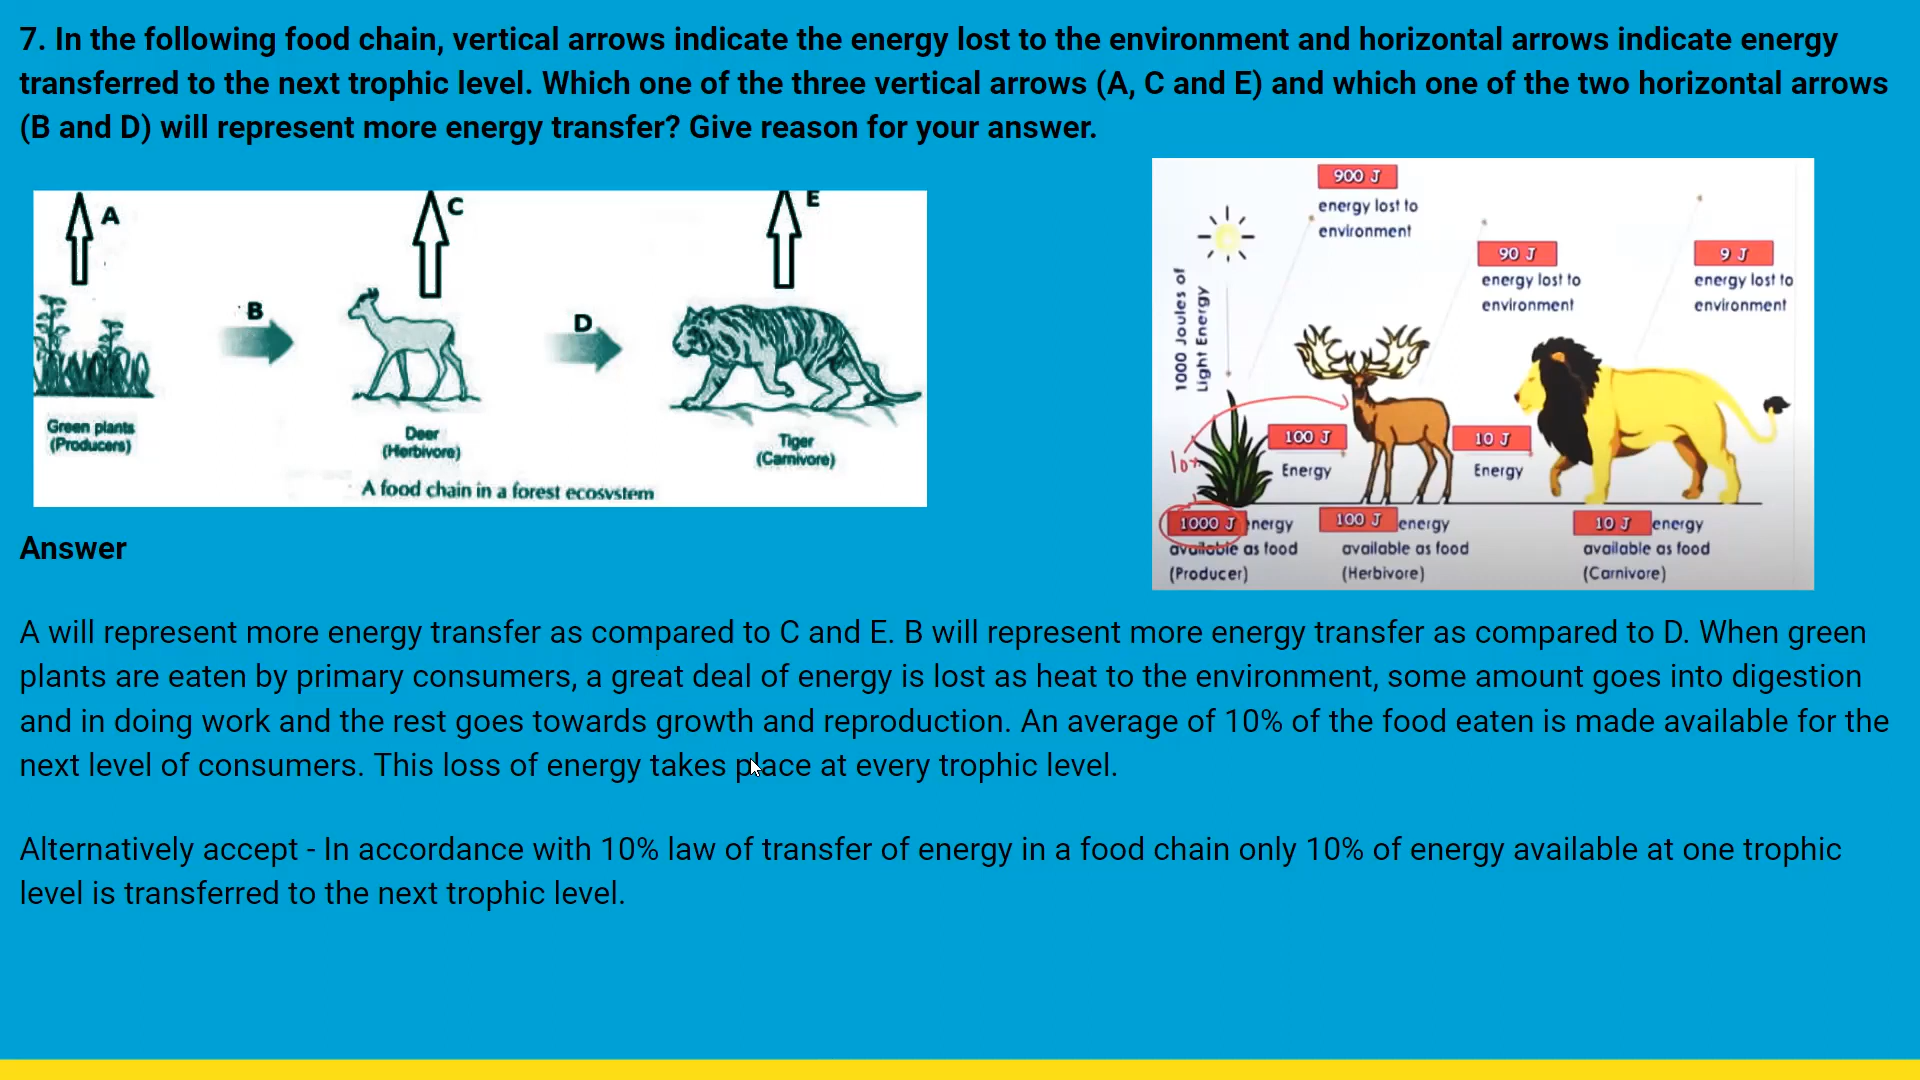 7. In the following food chain, vertical arrows indicate the energy lost to the environment and horizontal arrows indicate energy
transferred to the next trophic level. Which one of the three vertical arrows (A, C and E) and which one of the two horizontal arrows
(B and D) will represent more energy transfer? Give reason for your answer.
A
C
E
B
D
Green plants
(Producers)
Deer
(Herbivore)
Tiger
(Carnivore)
A food chain in a forest ecosystem
900 J
energy lost to
environment
90 J
energy lost to
environment
9 J
energy lost to
environment
1000 Joules of
Light Energy
100 J
Energy
10 J
Energy
1000 J energy
available as food
(Producer)
100 J energy
available as food
(Herbivore)
10 J energy
available as food
(Carnivore)
Answer
A will represent more energy transfer as compared to C and E. B will represent more energy transfer as compared to D. When green
plants are eaten by primary consumers, a great deal of energy is lost as heat to the environment, some amount goes into digestion
and in doing work and the rest goes towards growth and reproduction. An average of 10% of the food eaten is made available for the
next level of consumers. This loss of energy takes place at every trophic level.
Alternatively accept - In accordance with 10% law of transfer of energy in a food chain only 10% of energy available at one trophic
level is transferred to the next trophic level.